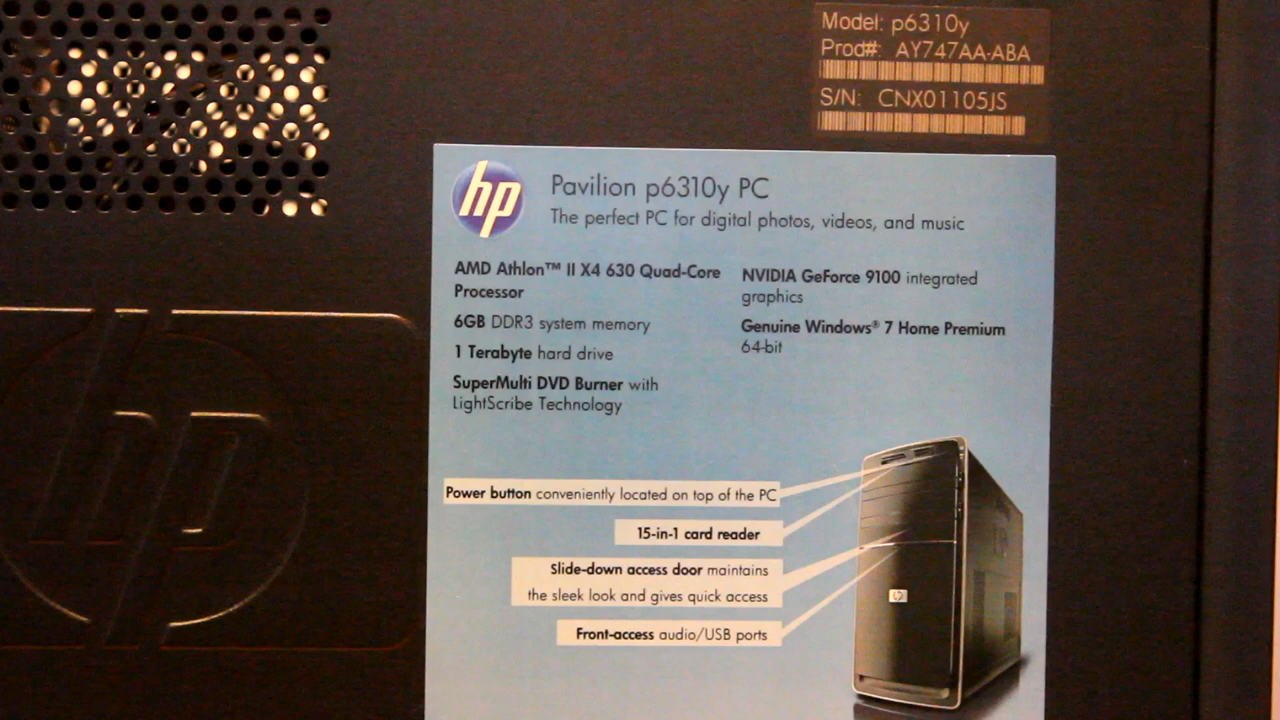 Model: p6310y
Prod#: AY747AA-ABA
S/N: CNX01105JS
hp
Pavilion p6310y PC
The perfect PC for digital photos, videos, and music
AMD Athlon™ II X4 630 Quad-Core
Processor
6GB DDR3 system memory
1 Terabyte hard drive
SuperMulti DVD Burner with
LightScribe Technology
NVIDIA GeForce 9100 integrated
graphics
Genuine Windows® 7 Home Premium
64-bit
Power button conveniently located on top of the PC
15-in-1 card reader
Slide-down access door maintains
the sleek look and gives quick access
Front-access audio/USB ports
hp
hp